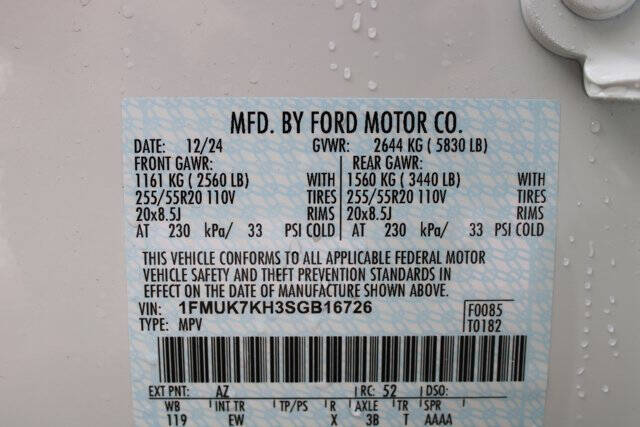 MFD. BY FORD MOTOR CO.
DATE: 12/24 GVWR: 2644 KG ( 5830 LB)
FRONT GAWR: REAR GAWR:
1161 KG ( 2560 LB) WITH 1560 KG ( 3440 LB) WITH
255/55R20 110V TIRES 255/55R20 110V TIRES
20x8.5J RIMS 20x8.5J RIMS
AT 230 kPa/ 33 PSI COLD AT 230 kPa/ 33 PSI COLD
THIS VEHICLE CONFORMS TO ALL APPLICABLE FEDERAL MOTOR
VEHICLE SAFETY AND THEFT PREVENTION STANDARDS IN
EFFECT ON THE DATE OF MANUFACTURE SHOWN ABOVE.
VIN: 1FMUK7KH3SGB16726 F0085
TYPE: MPV T0182
EXT PNT: AZ RC: 52 DSO:
WB INT TR TP/PS R AXLE TR SPR
119 EW X 3B T AAAA